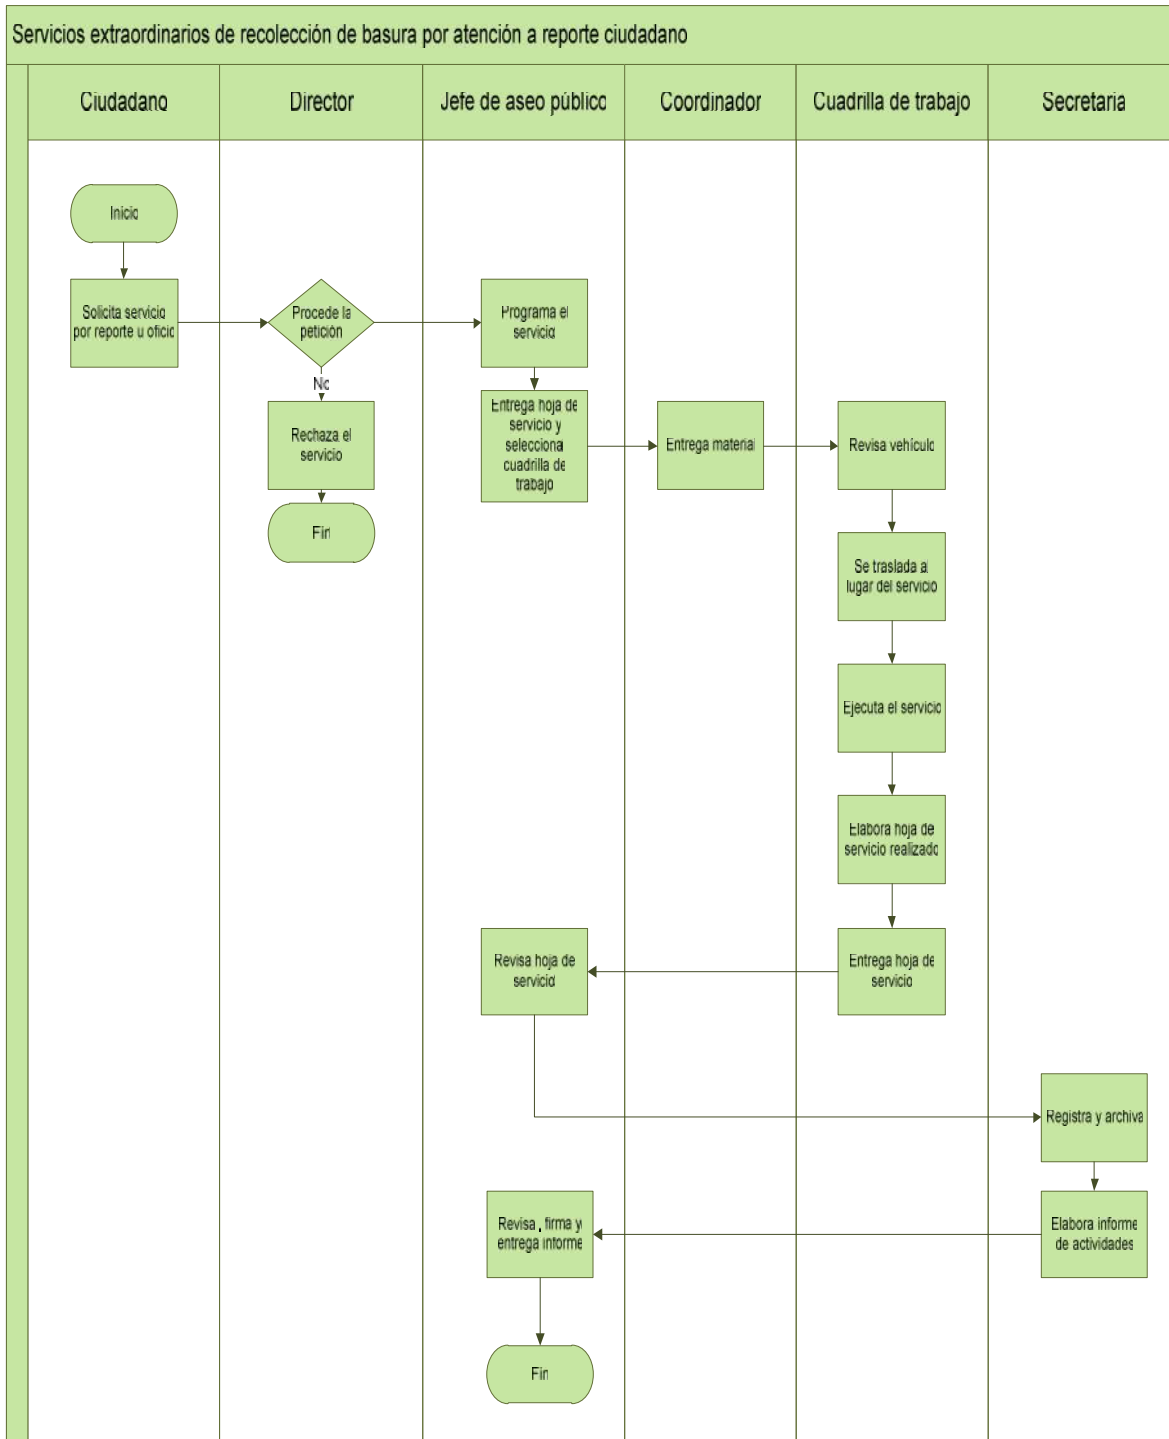 Servicios extraordinarios de recolección de basura por atención a reporte ciudadano
Ciudadano
Director
Jefe de aseo público
Coordinador
Cuadrilla de trabajo
Secretaria
Inicio
Solicita servicio
por reporte u oficio
Procede la
petición
Programa el
servicio
No
Rechaza el
servicio
Entrega hoja de
servicio y
selecciona
cuadrilla de
trabajo
Entrega material
Revisa vehículo
Fin
Se traslada al
lugar del servicio
Ejecuta el servicio
Elabora hoja de
servicio realizado
Revisa hoja de
servicio
Entrega hoja de
servicio
Registra y archiva
Revisa , firma y
entrega informe
Elabora informe
de actividades
Fin